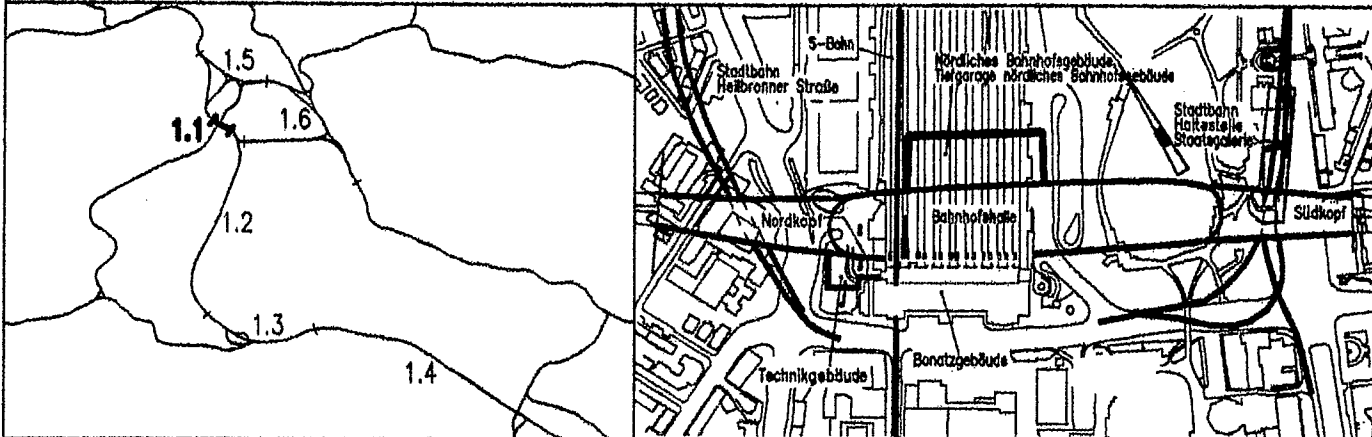 1.5
1.1
1.6
1.2
1.3
1.4
S-Bahn
Stadtbahn
Heilbronner Straße
Nördliches Bahnhofsgebäude,
Tiefgarage nördliches Bahnhofsgebäude
Stadtbahn
Haltestelle
Staatsgalerie
Nordkopf
Bahnhofshalle
Südkopf
Technikgebäude
Bonatzgebäude